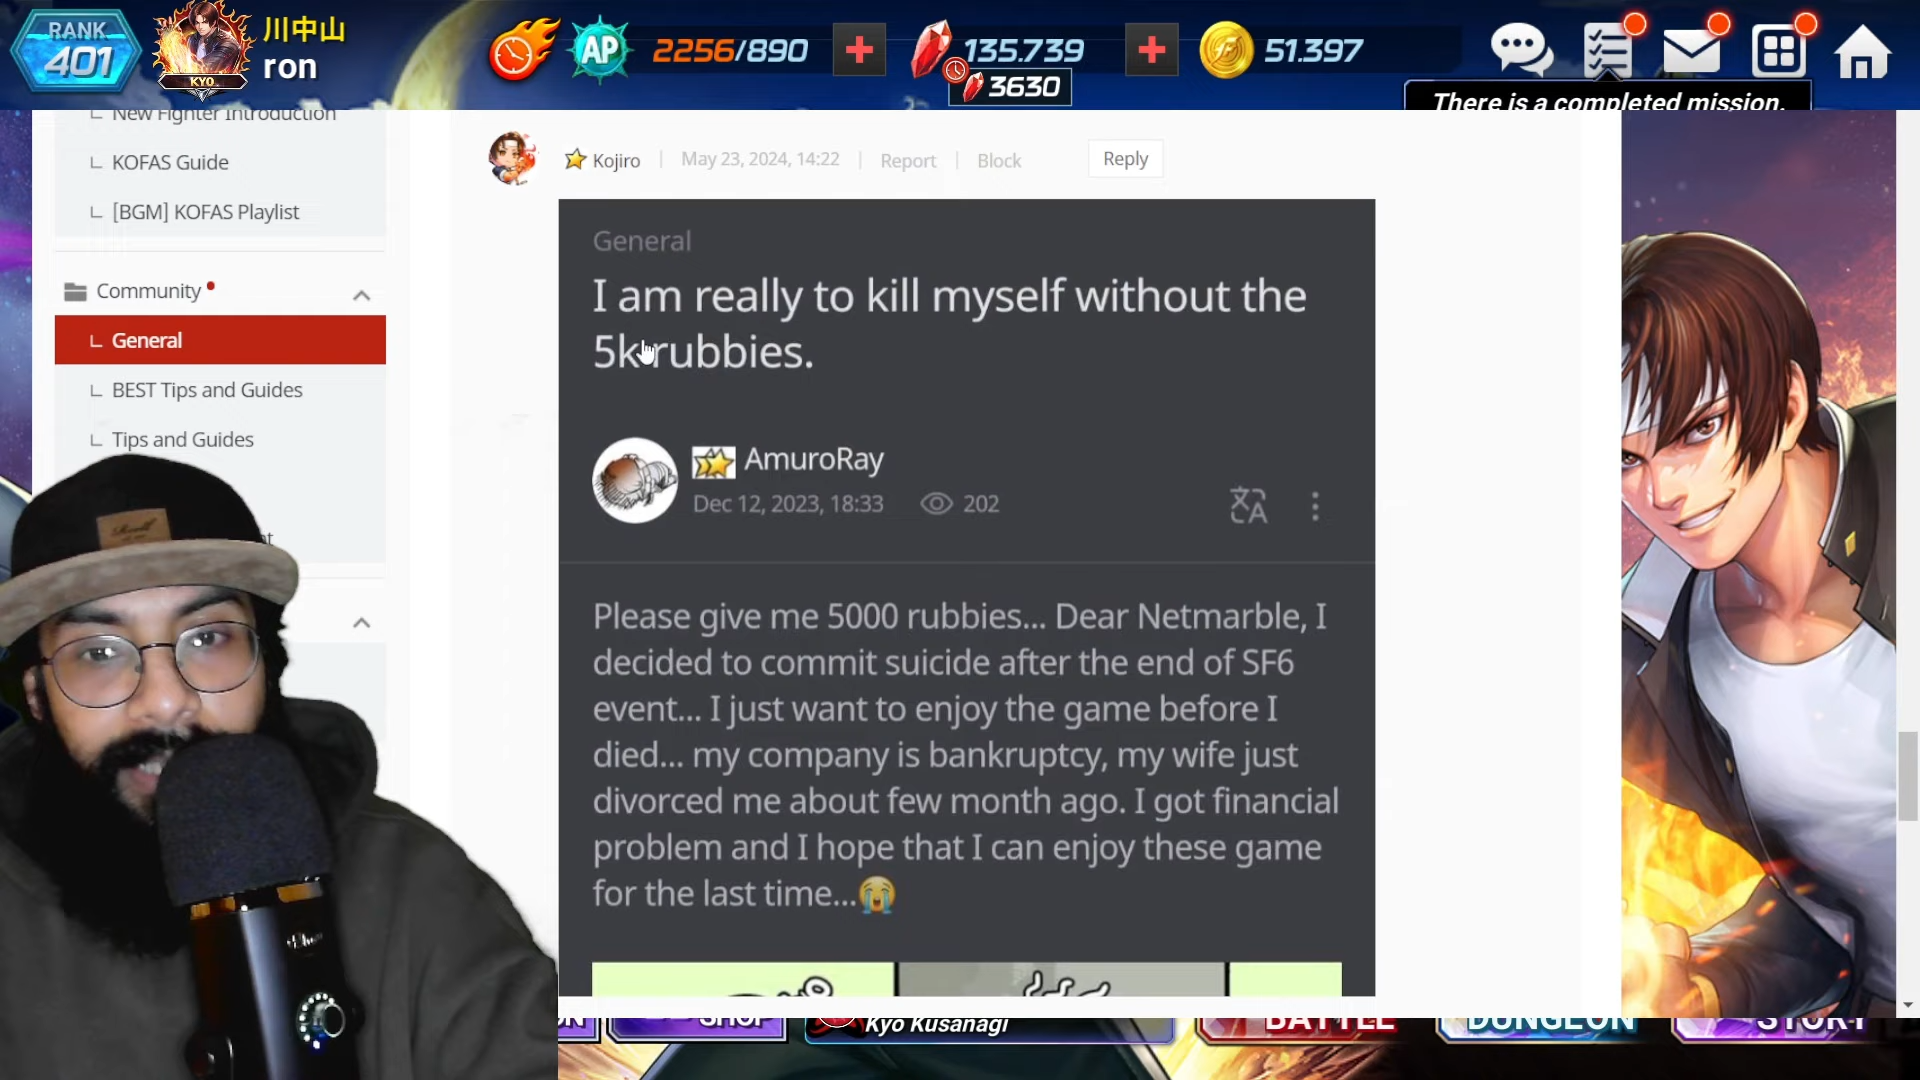 RANK
401
川中山
ron
KYO
AP
2256/890
135.739
3630
51.397
There is a completed mission.
New Fighter Introduction
KOFAS Guide
[BGM] KOFAS Playlist
Community
General
BEST Tips and Guides
Tips and Guides
Kojiro
May 23, 2024, 14:22
Report
Block
Reply
General
I am really to kill myself without the
5k rubbies.
AmuroRay
Dec 12, 2023, 18:33
202
Please give me 5000 rubbies... Dear Netmarble, I
decided to commit suicide after the end of SF6
event... I just want to enjoy the game before I
died... my company is bankruptcy, my wife just
divorced me about few month ago. I got financial
problem and I hope that I can enjoy these game
for the last time...😭
SHOP
Kyo Kusanagi
BATTLE
DUNGEON
STORY